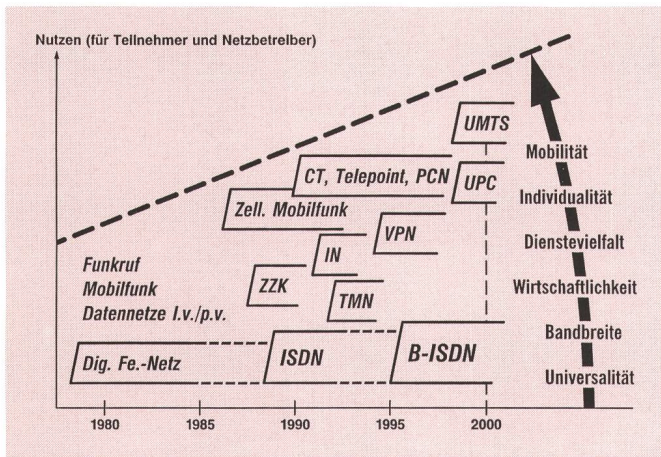 Nutzen (für Teilnehmer und Netzbetreiber)
UMTS
Mobilität
CT, Telepoint, PCN
UPC
Individualität
Zell. Mobilfunk
VPN
Dienstevielfalt
IN
Funkruf
ZZK
Wirtschaftlichkeit
Mobilfunk
TMN
Datennetze l.v./p.v.
Bandbreite
Dig. Fe.-Netz
ISDN
B-ISDN
Universalität
1980
1985
1990
1995
2000